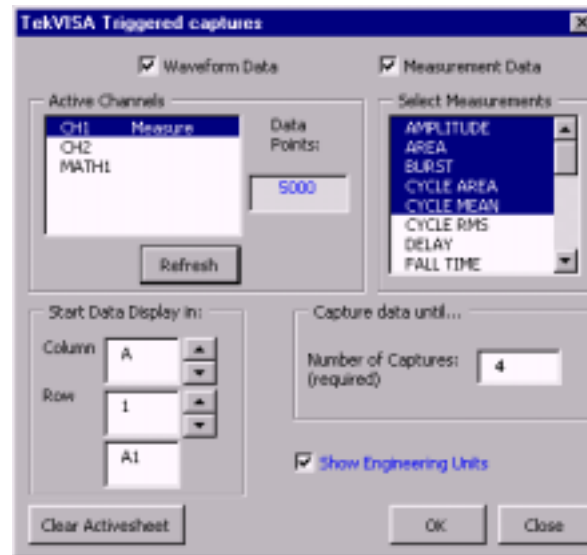 TekVISA Triggered captures
Waveform Data
Measurement Data
Active Channels
CH1 Measure
CH2
MATH1
Data
Points:
5000
Refresh
Select Measurements
AMPLITUDE
AREA
BURST
CYCLE AREA
CYCLE MEAN
CYCLE RMS
DELAY
FALL TIME
Start Data Display in:
Column
A
Row
1
A1
Capture data until...
Number of Captures:
(required)
4
Show Engineering Units
Clear Activesheet
OK
Close